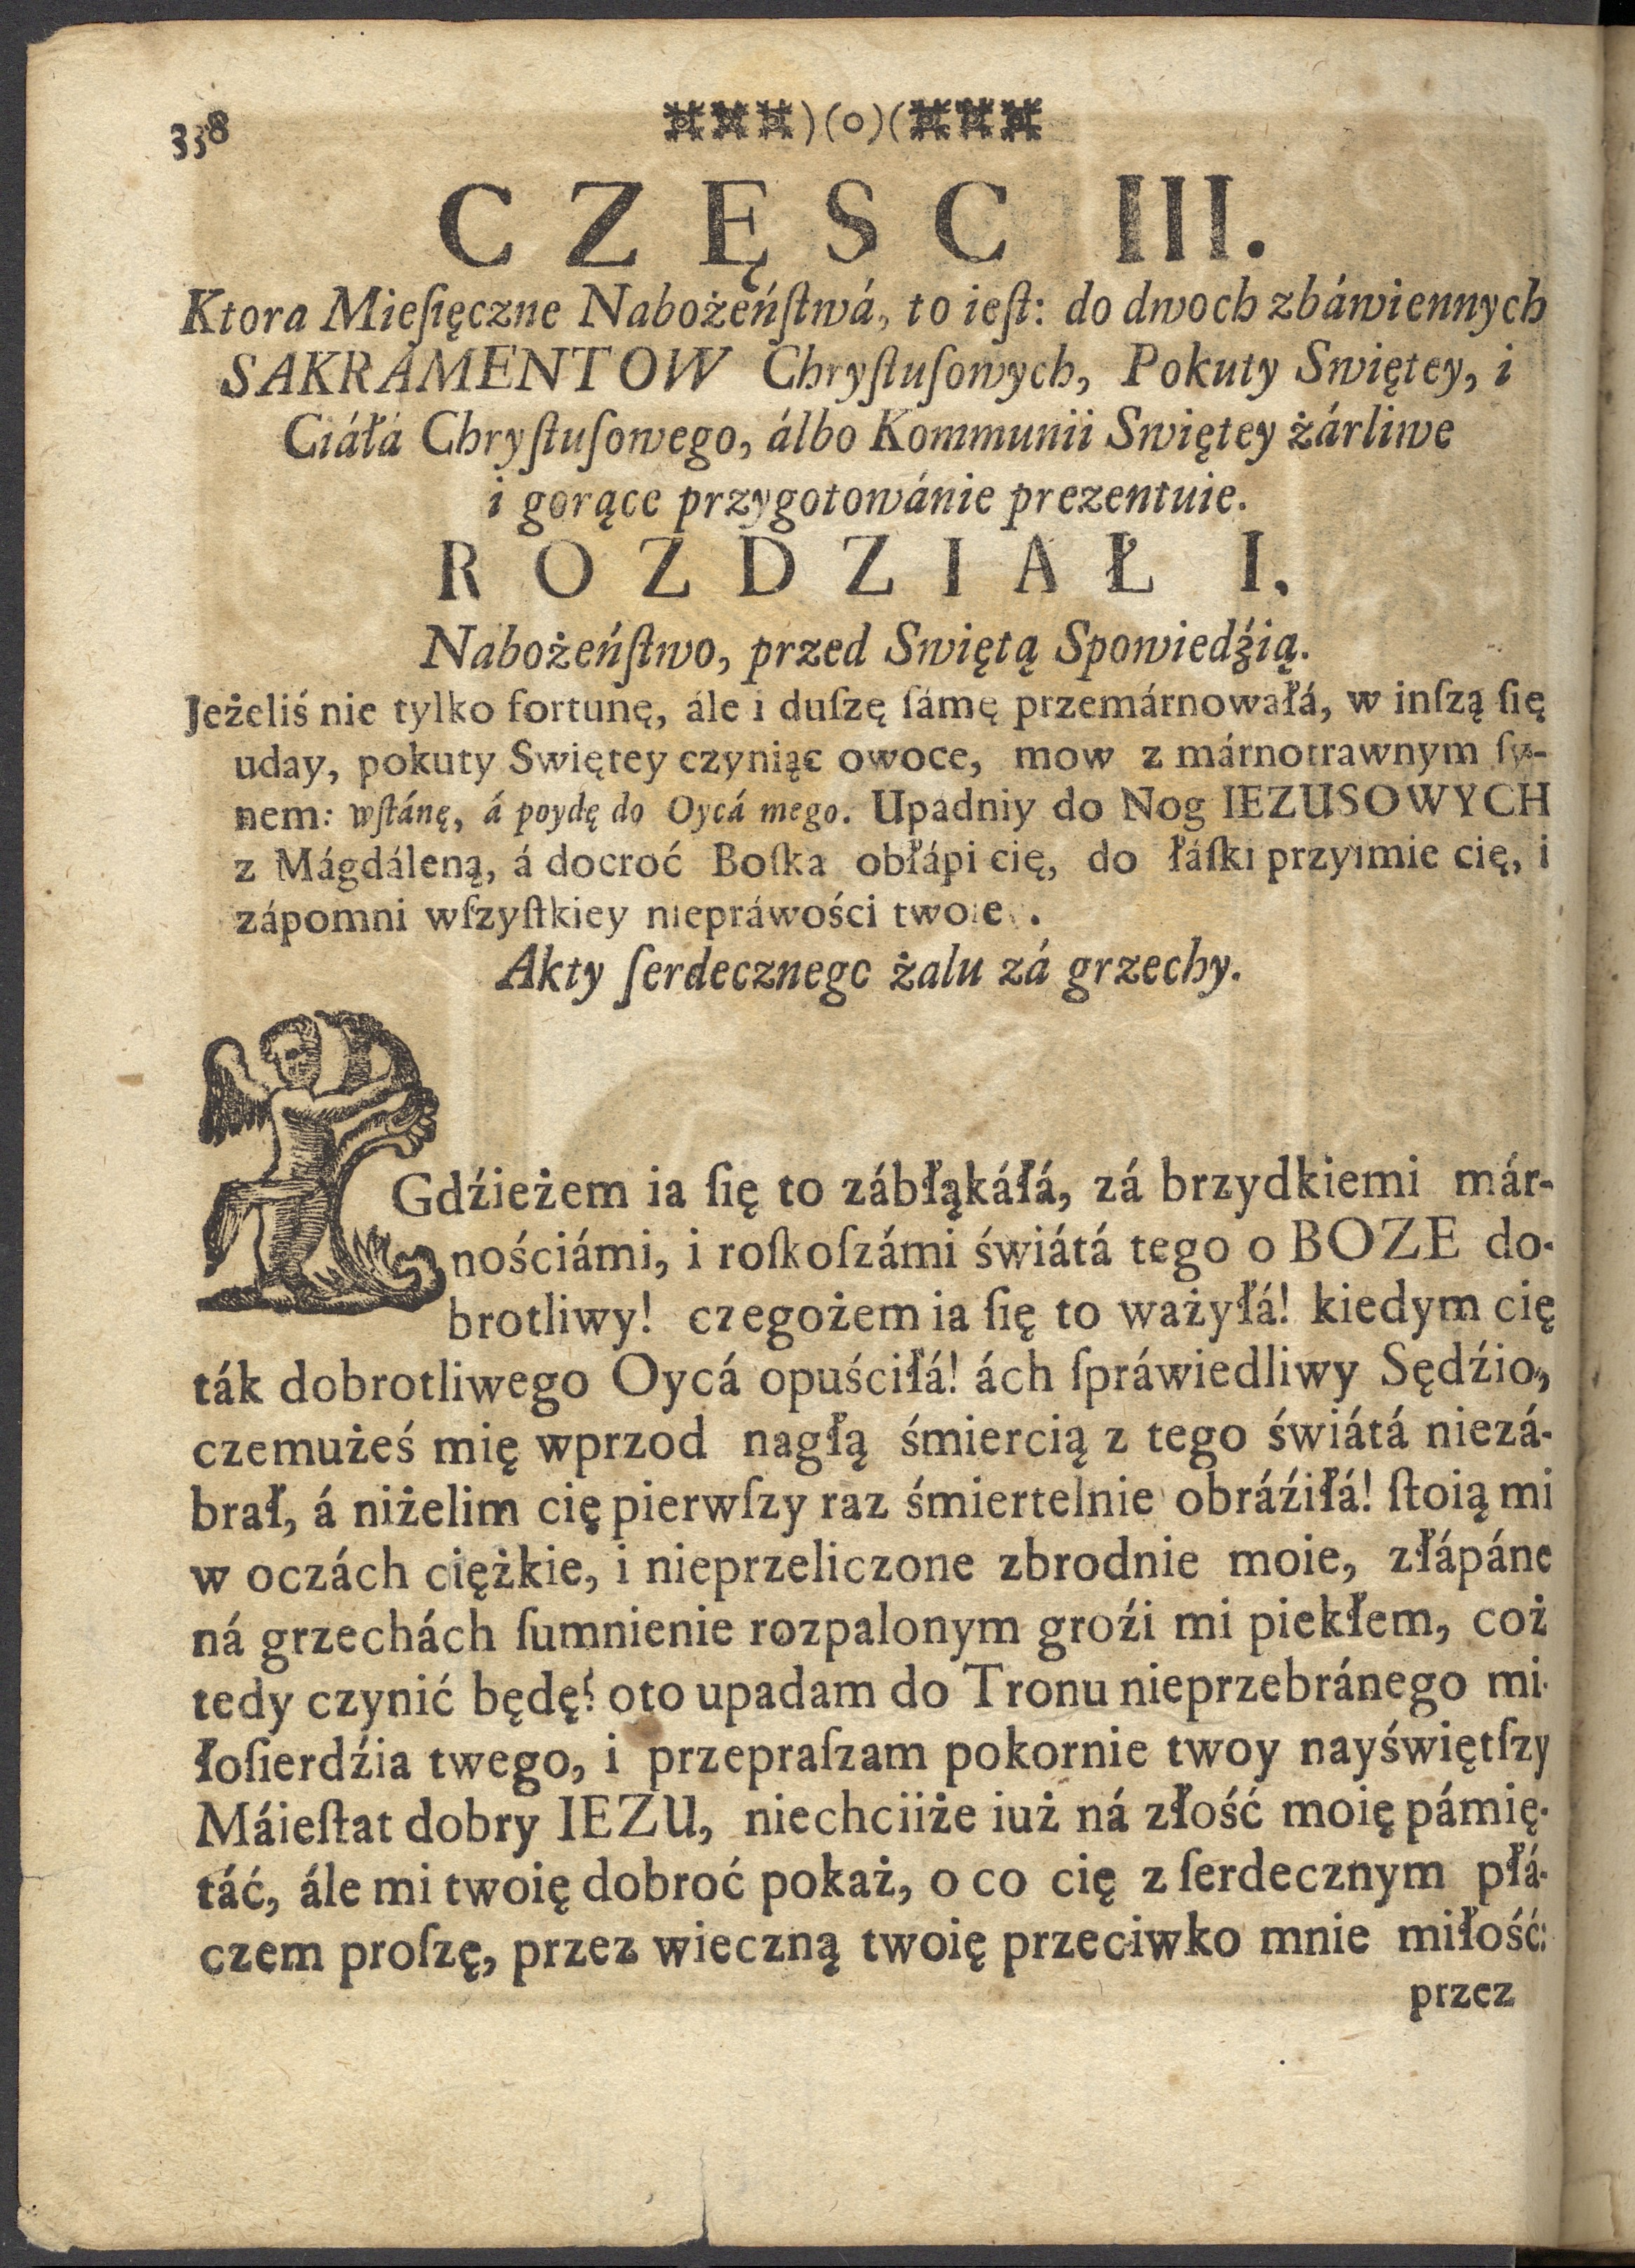 338
)(o)(
CZĘSC III.
Ktora Mieſięczne Nabożeńſtwá, to ieſt: do dwoch zbáwiennych
SAKRAMENTOW Chryſtuſowych, Pokuty Swiętey, i
Ciáłá Chryſtuſowego, álbo Kommunii Swiętey żárliwe
i gorące przygotowánie prezentuie.
ROZDZIAŁ I.
Nabożeńſtwo, przed Swiętą Spowiedźią.
Jeżeliś nie tylko fortunę, ále i duſzę ſámę przemárnowałá, w inſzą ſię
uday, pokuty Swiętey czyniąc owoce, mow z márnotrawnym ſy-
nem: wſtánę, á poydę do Oycá mego. Upadniy do Nog IEZUSOWYCH
z Mágdáleną, á docroć Boſka obłápi cię, do łáſki przyimie cię, i
zápomni wſzyſtkiey niepráwości twoie .
Akty ſerdecznego żalu zá grzechy.
Gdźieżem ia ſię to zábłąkáłá, zá brzydkiemi már-
nościámi, i roſkoſzámi świátá tego o BOZE do-
brotliwy! czegożem ia ſię to ważyłá! kiedym cię
ták dobrotliwego Oycá opuściłá! ách ſpráwiedliwy Sędźio,
czemużeś mię wprzod nagłą śmiercią z tego świátá niezá-
brał, á niżelim cię pierwſzy raz śmiertelnie obráźiłá! ſtoią mi
w oczách ciężkie, i nieprzeliczone zbrodnie moie, złápáne
ná grzechách ſumnienie rozpalonym groźi mi piekłem, coż
tedy czynić będę? oto upadam do Tronu nieprzebránego mi-
łoſierdźia twego, i przepraſzam pokornie twoy nayświętſzy
Máieſtat dobry IEZU, niechciiże iuż ná złość moię pámię-
táć, ále mi twoię dobroć pokaż, o co cię z ſerdecznym płá-
czem proſzę, przez wieczną twoię przeciwko mnie miłość:
przez